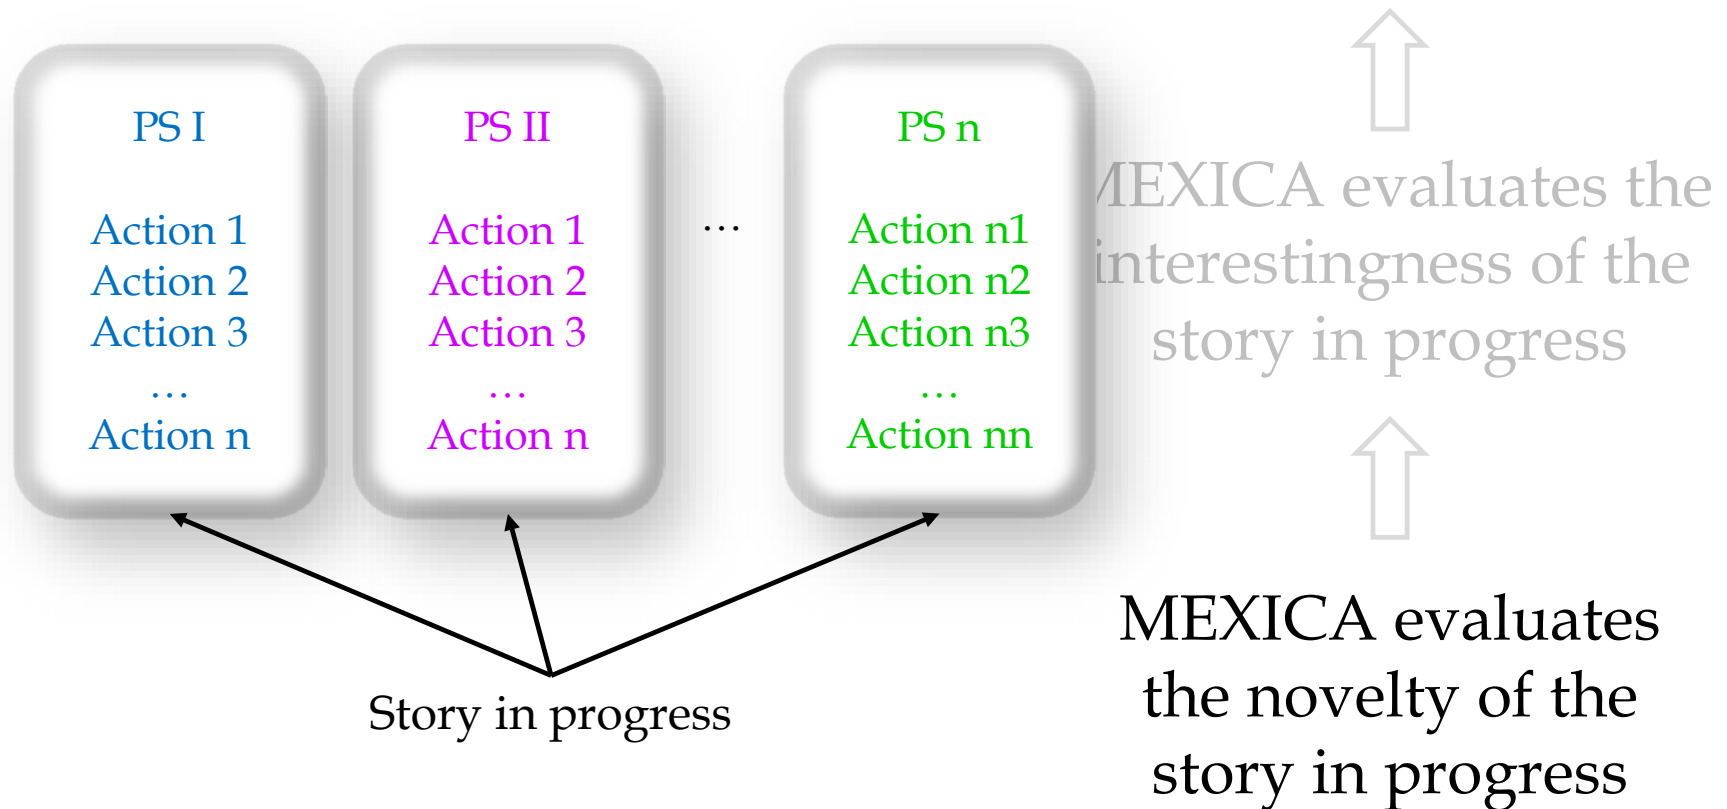 PS I
Action 1
Action 2
Action 3
...
Action n
PS II
Action 1
Action 2
Action 3
...
Action n
...
PS n
Action n1
Action n2
Action n3
...
Action nn
Story in progress
MEXICA evaluates the
interestingness of the
story in progress
MEXICA evaluates
the novelty of the
story in progress